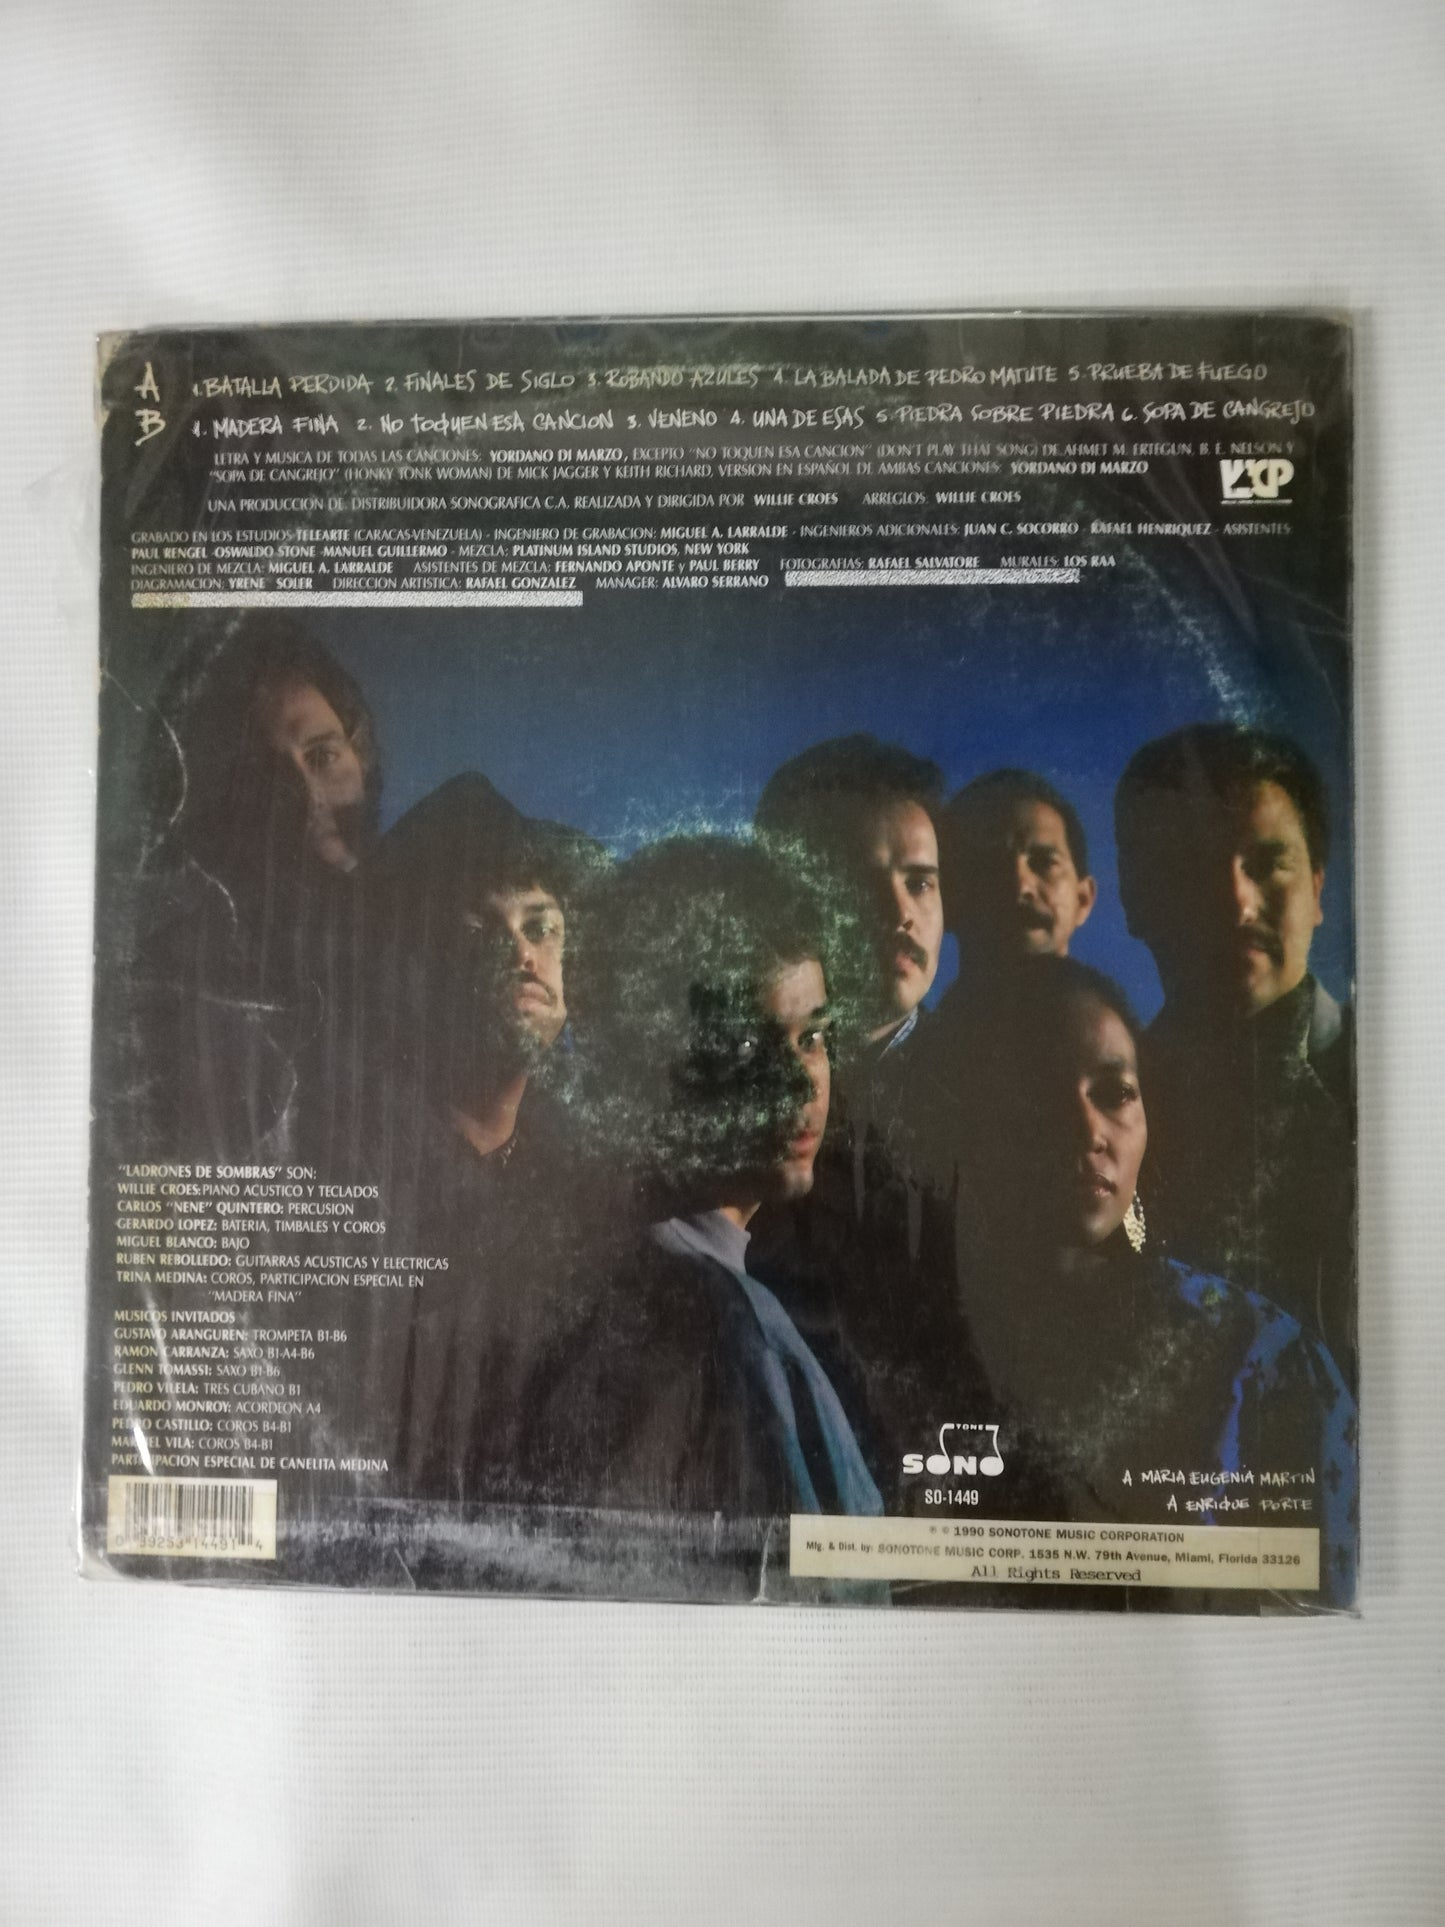 A 1. BATALLA PERDIDA 2. FINALES DE SIGLO 3. ROBANDO AZULES 4. LA BALADA DE PEDRO MATUTE 5. PRUEBA DE FUEGO
B 1. MADERA FINA 2. NO TOQUEN ESA CANCION 3. VENENO 4. UNA DE ESAS 5. PIEDRA SOBRE PIEDRA 6. SOPA DE CANGREJO
LETRA Y MUSICA DE TODAS LAS CANCIONES: YORDANO DI MARZO, EXCEPTO "NO TOQUEN ESA CANCION" (DON'T PLAY THAT SONG) DE AHMET M. ERTEGUN, B. E. NELSON Y
"SOPA DE CANGREJO" (HONKY TONK WOMAN) DE MICK JAGGER Y KEITH RICHARD, VERSION EN ESPAÑOL DE AMBAS CANCIONES: YORDANO DI MARZO
UNA PRODUCCION DE DISTRIBUIDORA SONOGRAFICA C.A. REALIZADA Y DIRIGIDA POR WILLIE CROES ARREGLOS: WILLIE CROES
GRABADO EN LOS ESTUDIOS TELEARTE (CARACAS-VENEZUELA) - INGENIERO DE GRABACION: MIGUEL A. LARRALDE - INGENIEROS ADICIONALES: JUAN C. SOCORRO - RAFAEL HENRIQUEZ - ASISTENTES:
PAUL RENGEL - OSWALDO STONE - MANUEL GUILLERMO - MEZCLA: PLATINUM ISLAND STUDIOS, NEW YORK
INGENIERO DE MEZCLA: MIGUEL A. LARRALDE ASISTENTES DE MEZCLA: FERNANDO APONTE y PAUL BERRY FOTOGRAFIAS: RAFAEL SALVATORE MURALES: LOS RAA
DIAGRAMACION: YRENE SOLER DIRECCION ARTISTICA: RAFAEL GONZALEZ MANAGER: ALVARO SERRANO
"LADRONES DE SOMBRAS" SON:
WILLIE CROES: PIANO ACUSTICO Y TECLADOS
CARLOS "NENE" QUINTERO: PERCUSION
GERARDO LOPEZ: BATERIA, TIMBALES Y COROS
MIGUEL BLANCO: BAJO
RUBEN REBOLLEDO: GUITARRAS ACUSTICAS Y ELECTRICAS
TRINA MEDINA: COROS, PARTICIPACION ESPECIAL EN
"MADERA FINA"
MUSICOS INVITADOS
GUSTAVO ARANGUREN: TROMPETA B1-B6
RAMON CARRANZA: SAXO B1-A4-B6
GLENN TOMASSI: SAXO B1-B6
PEDRO VILELA: TRES CUBANO B1
EDUARDO MONROY: ACORDEON A4
PEDRO CASTILLO: COROS B4-B1
VILA: COROS B4-B1
PARTICIPACION ESPECIAL DE CANELITA MEDINA
TONE
SONO
SO-1449
A MARIA EUGENIA MARTIN
A ENRIQUE PORTE
℗ © 1990 SONOTONE MUSIC CORPORATION
Mfg. & Dist. by: SONOTONE MUSIC CORP. 1535 N.W. 79th Avenue, Miami, Florida 33126
All Rights Reserved
0 39253 14491 4